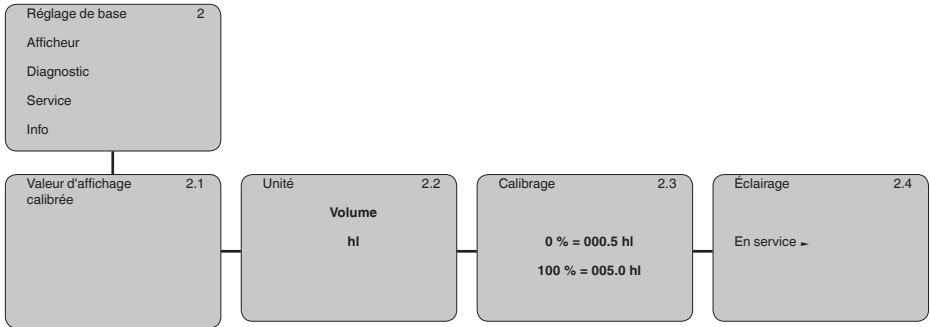 Réglage de base 2
Afficheur
Diagnostic
Service
Info
Valeur d'affichage 2.1
calibrée
Unité 2.2
Volume
hl
Calibrage 2.3
0 % = 000.5 hl
100 % = 005.0 hl
Éclairage 2.4
En service ►